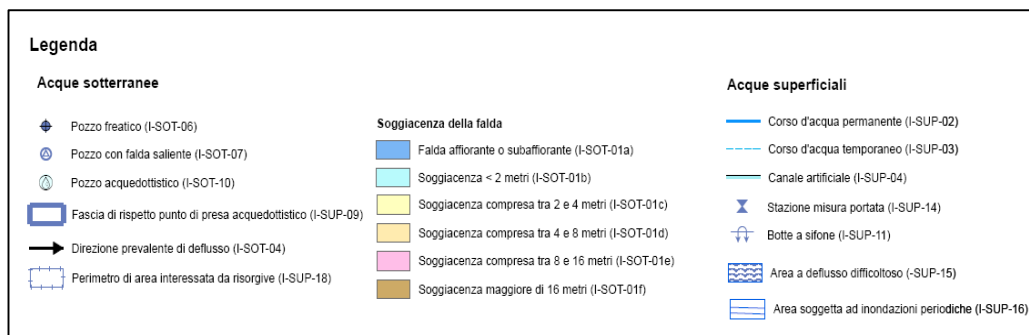 Legenda
Acque sotterranee
Pozzo freatico (I-SOT-06)
Pozzo con falda saliente (I-SOT-07)
Pozzo acquedottistico (I-SOT-10)
Fascia di rispetto punto di presa acquedottistico (I-SUP-09)
Direzione prevalente di deflusso (I-SOT-04)
Perimetro di area interessata da risorgive (I-SUP-18)
Soggiacenza della falda
Falda affiorante o subaffiorante (I-SOT-01a)
Soggiacenza < 2 metri (I-SOT-01b)
Soggiacenza compresa tra 2 e 4 metri (I-SOT-01c)
Soggiacenza compresa tra 4 e 8 metri (I-SOT-01d)
Soggiacenza compresa tra 8 e 16 metri (I-SOT-01e)
Soggiacenza maggiore di 16 metri (I-SOT-01f)
Acque superficiali
Corso d'acqua permanente (I-SUP-02)
Corso d'acqua temporaneo (I-SUP-03)
Canale artificiale (I-SUP-04)
Stazione misura portata (I-SUP-14)
Botte a sifone (I-SUP-11)
Area a deflusso difficoltoso (-SUP-15)
Area soggetta ad inondazioni periodiche (I-SUP-16)